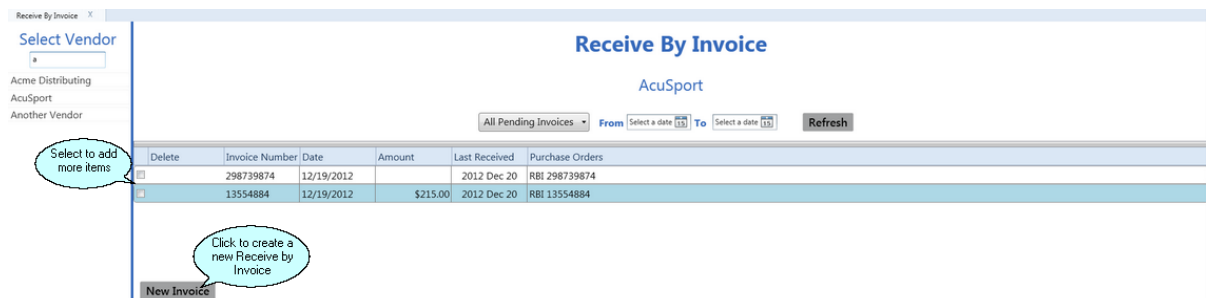 Receive By Invoice X
Select Vendor
a
Acme Distributing
AcuSport
Another Vendor
Receive By Invoice
AcuSport
All Pending Invoices From Select a date 15 To Select a date 15 Refresh
Select to add
more items
Delete Invoice Number Date Amount Last Received Purchase Orders
298739874 12/19/2012 2012 Dec 20 RBI 298739874
13554884 12/19/2012 $215.00 2012 Dec 20 RBI 13554884
Click to create a
new Receive by
Invoice
New Invoice